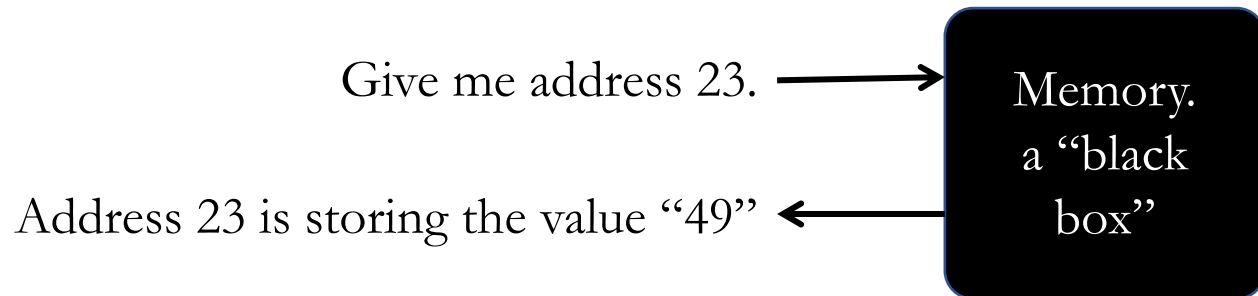 Give me address 23.
Address 23 is storing the value “49”
Memory.
a “black
box”